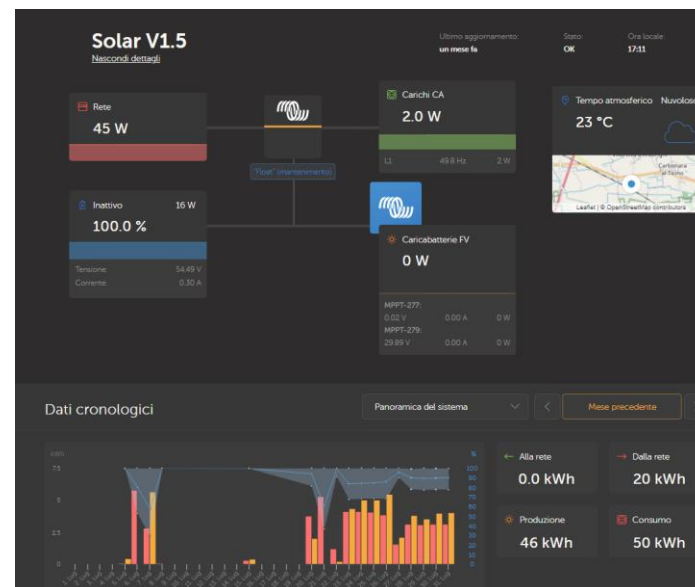 Solar V1.5
Nascondi dettagli
Ultimo aggiornamento:
un mese fa
Stato:
OK
Ora locale:
17:11
Rete
45 W
Carichi CA
2.0 W
L1
49.8 Hz
2 W
Tempo atmosferico
Nuvoloso
23 °C
Leaflet | © OpenStreetMap contributors
"Float" (mantenimento)
Inattivo
16 W
100.0 %
Tensione:
54.49 V
Corrente:
0.30 A
Caricabatterie FV
0 W
MPPT-277:
0.02 V
0.00 A
0 W
MPPT-279:
29.89 V
0.00 A
0 W
Dati cronologici
Panoramica del sistema
Mese precedente
kWh
7.5
5
2.5
0
%
100
90
80
70
60
50
40
30
20
10
0
Alla rete
0.0 kWh
Dalla rete
20 kWh
Produzione
46 kWh
Consumo
50 kWh